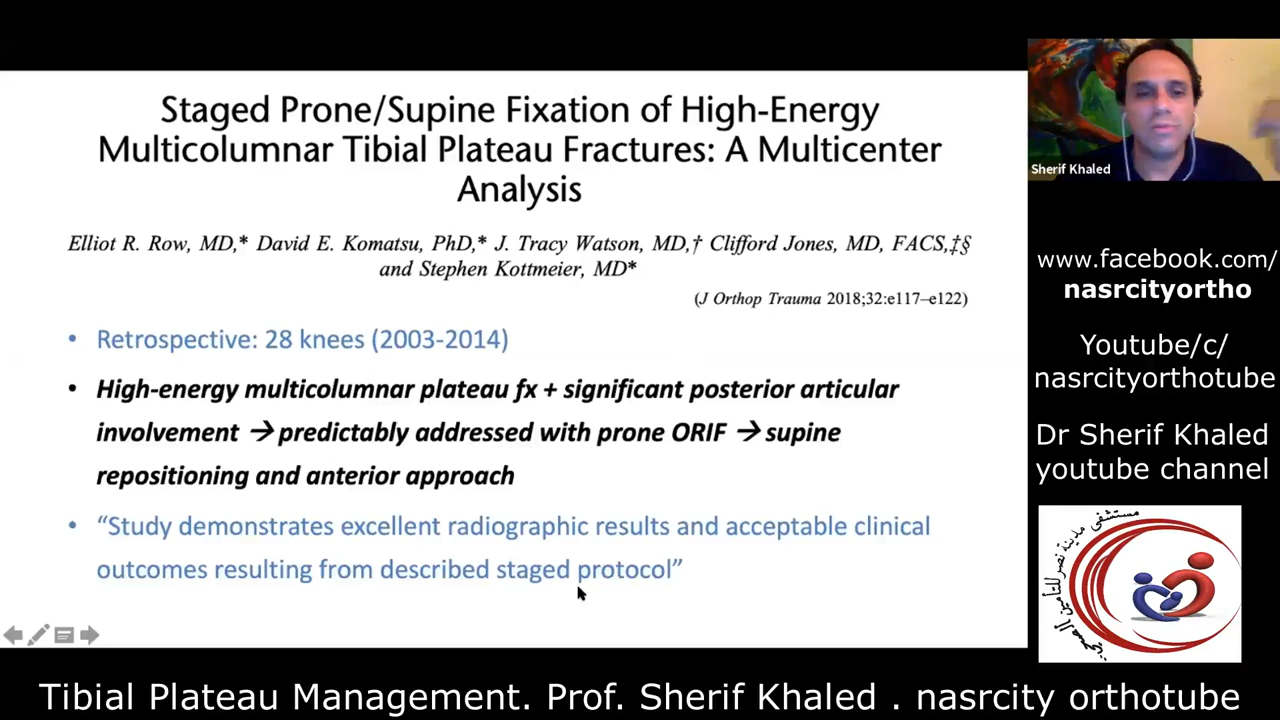 Staged Prone/Supine Fixation of High-Energy
Multicolumnar Tibial Plateau Fractures: A Multicenter
Analysis
Elliot R. Row, MD,* David E. Komatsu, PhD,* J. Tracy Watson, MD,† Clifford Jones, MD, FACS,‡§
and Stephen Kottmeier, MD*
(J Orthop Trauma 2018;32:e117–e122)
• Retrospective: 28 knees (2003-2014)
• High-energy multicolumnar plateau fx + significant posterior articular
involvement → predictably addressed with prone ORIF → supine
repositioning and anterior approach
• “Study demonstrates excellent radiographic results and acceptable clinical
outcomes resulting from described staged protocol”
Sherif Khaled
www.facebook.com/
nasrcityortho
Youtube/c/
nasrcityorthotube
Dr Sherif Khaled
youtube channel
مستشفى مدينة نصر للتأمين الصحي
Tibial Plateau Management. Prof. Sherif Khaled . nasrcity orthotube